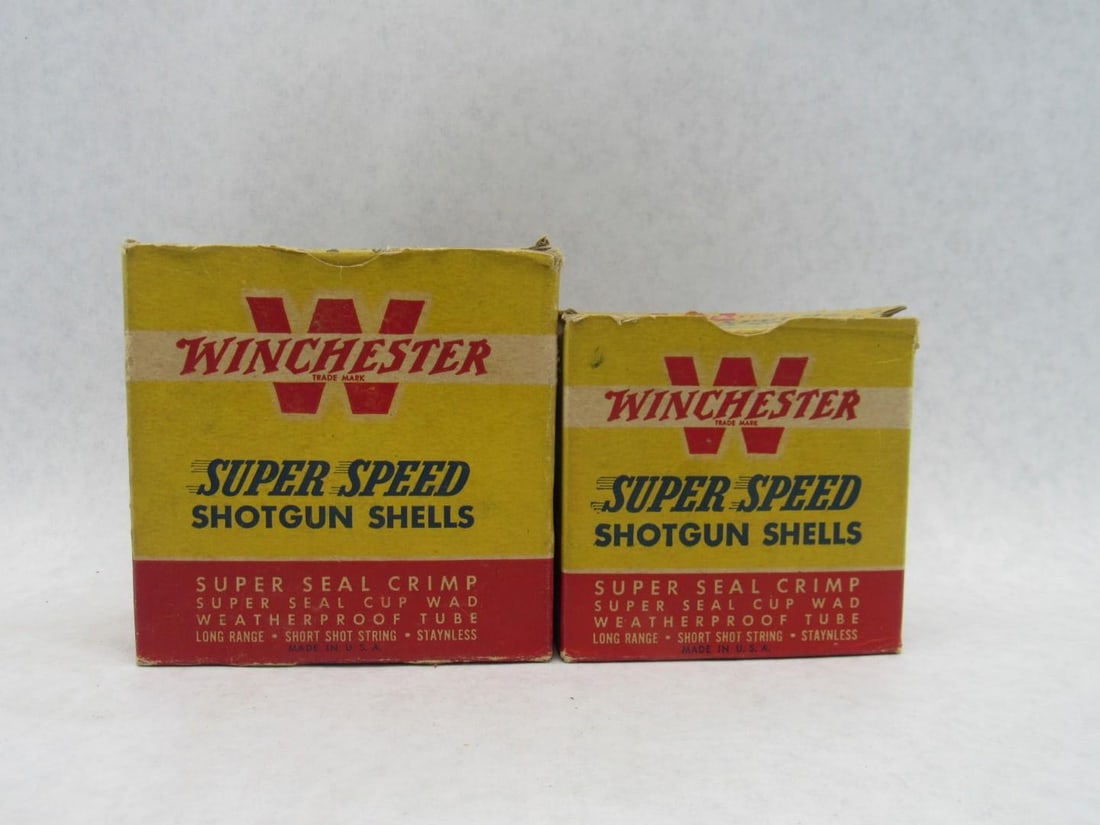 W
WINCHESTER
TRADE MARK
SUPER SPEED
SHOTGUN SHELLS
SUPER SEAL CRIMP
SUPER SEAL CUP WAD
WEATHERPROOF TUBE
LONG RANGE • SHORT SHOT STRING • STAYNLESS
MADE IN U.S.A.
W
WINCHESTER
TRADE MARK
SUPER SPEED
SHOTGUN SHELLS
SUPER SEAL CRIMP
SUPER SEAL CUP WAD
WEATHERPROOF TUBE
LONG RANGE • SHORT SHOT STRING • STAYNLESS
MADE IN U.S.A.